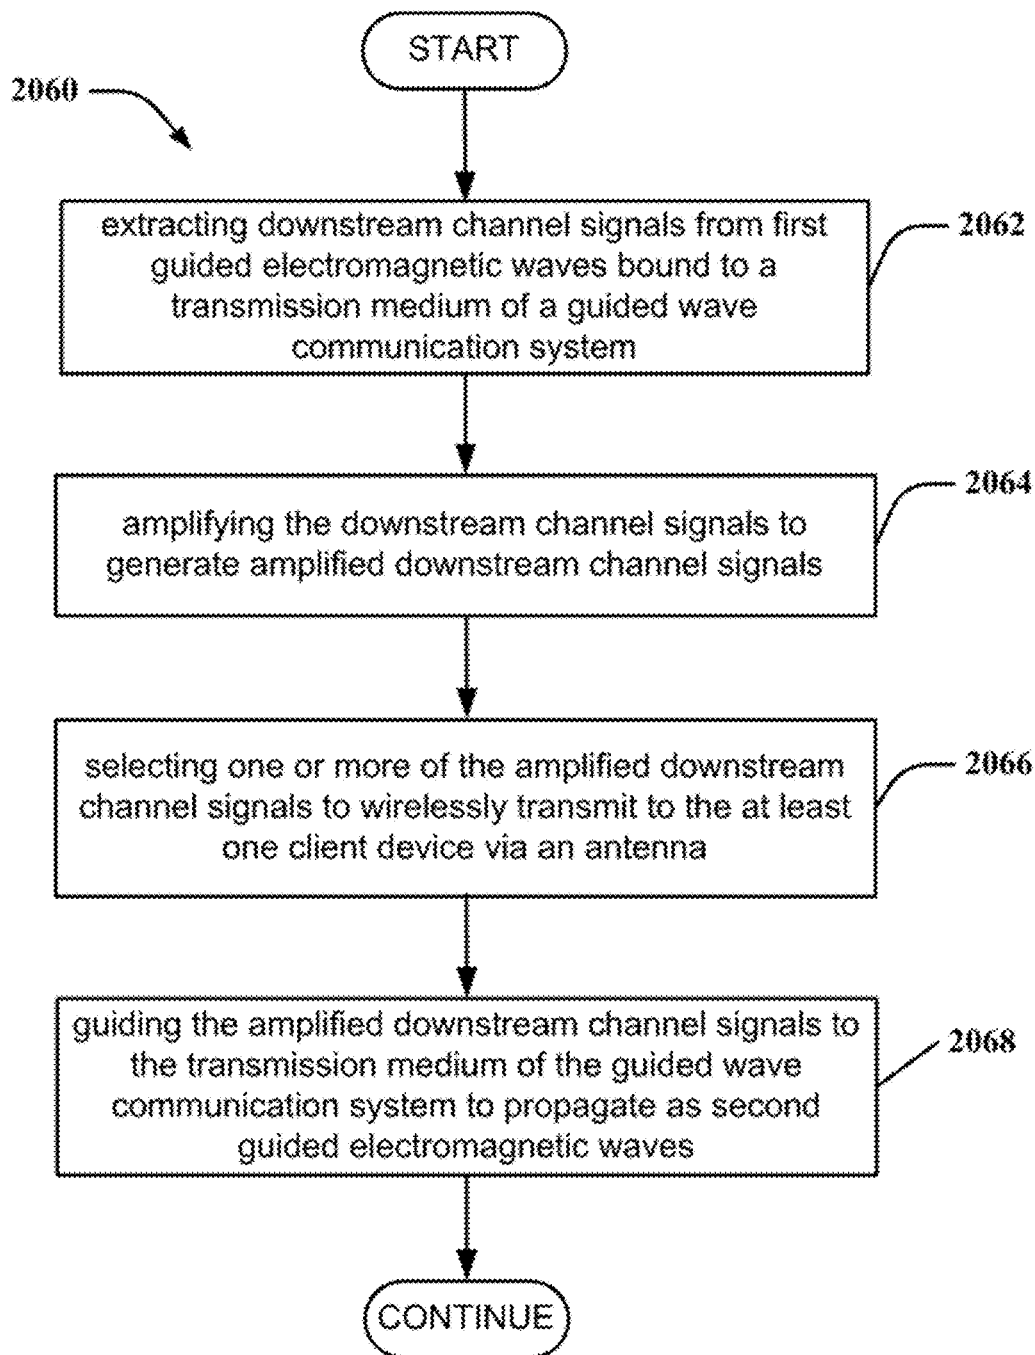 START
2060
extracting downstream channel signals from first
guided electromagnetic waves bound to a
transmission medium of a guided wave
communication system
2062
amplifying the downstream channel signals to
generate amplified downstream channel signals
2064
selecting one or more of the amplified downstream
channel signals to wirelessly transmit to the at least
one client device via an antenna
2066
guiding the amplified downstream channel signals to
the transmission medium of the guided wave
communication system to propagate as second
guided electromagnetic waves
2068
CONTINUE